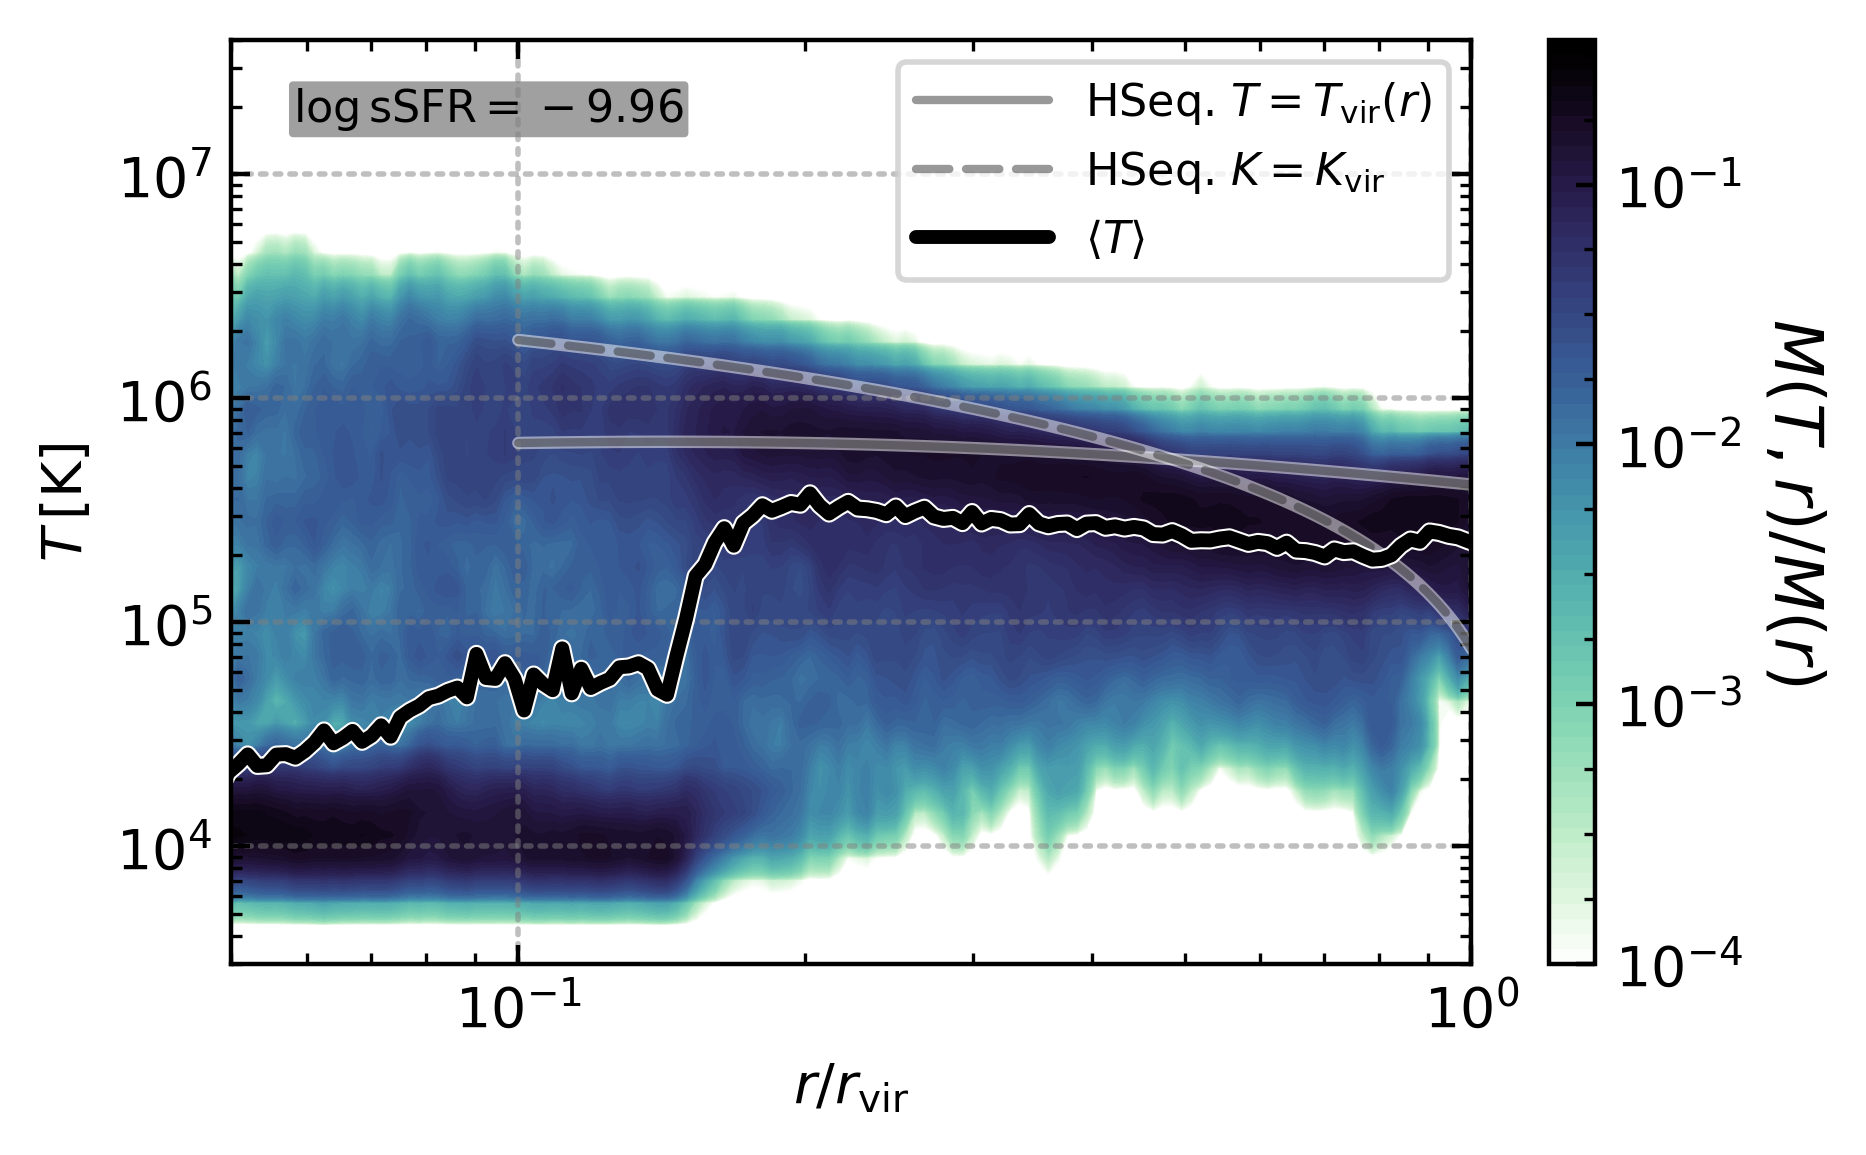 log sSFR = −9.96
HSeq. T = T_vir(r)
HSeq. K = K_vir
⟨T⟩
10^7
10^6
10^5
10^4
T [K]
10^−1
10^0
r/r_vir
10^−1
10^−2
10^−3
10^−4
M(T, r)/M(r)